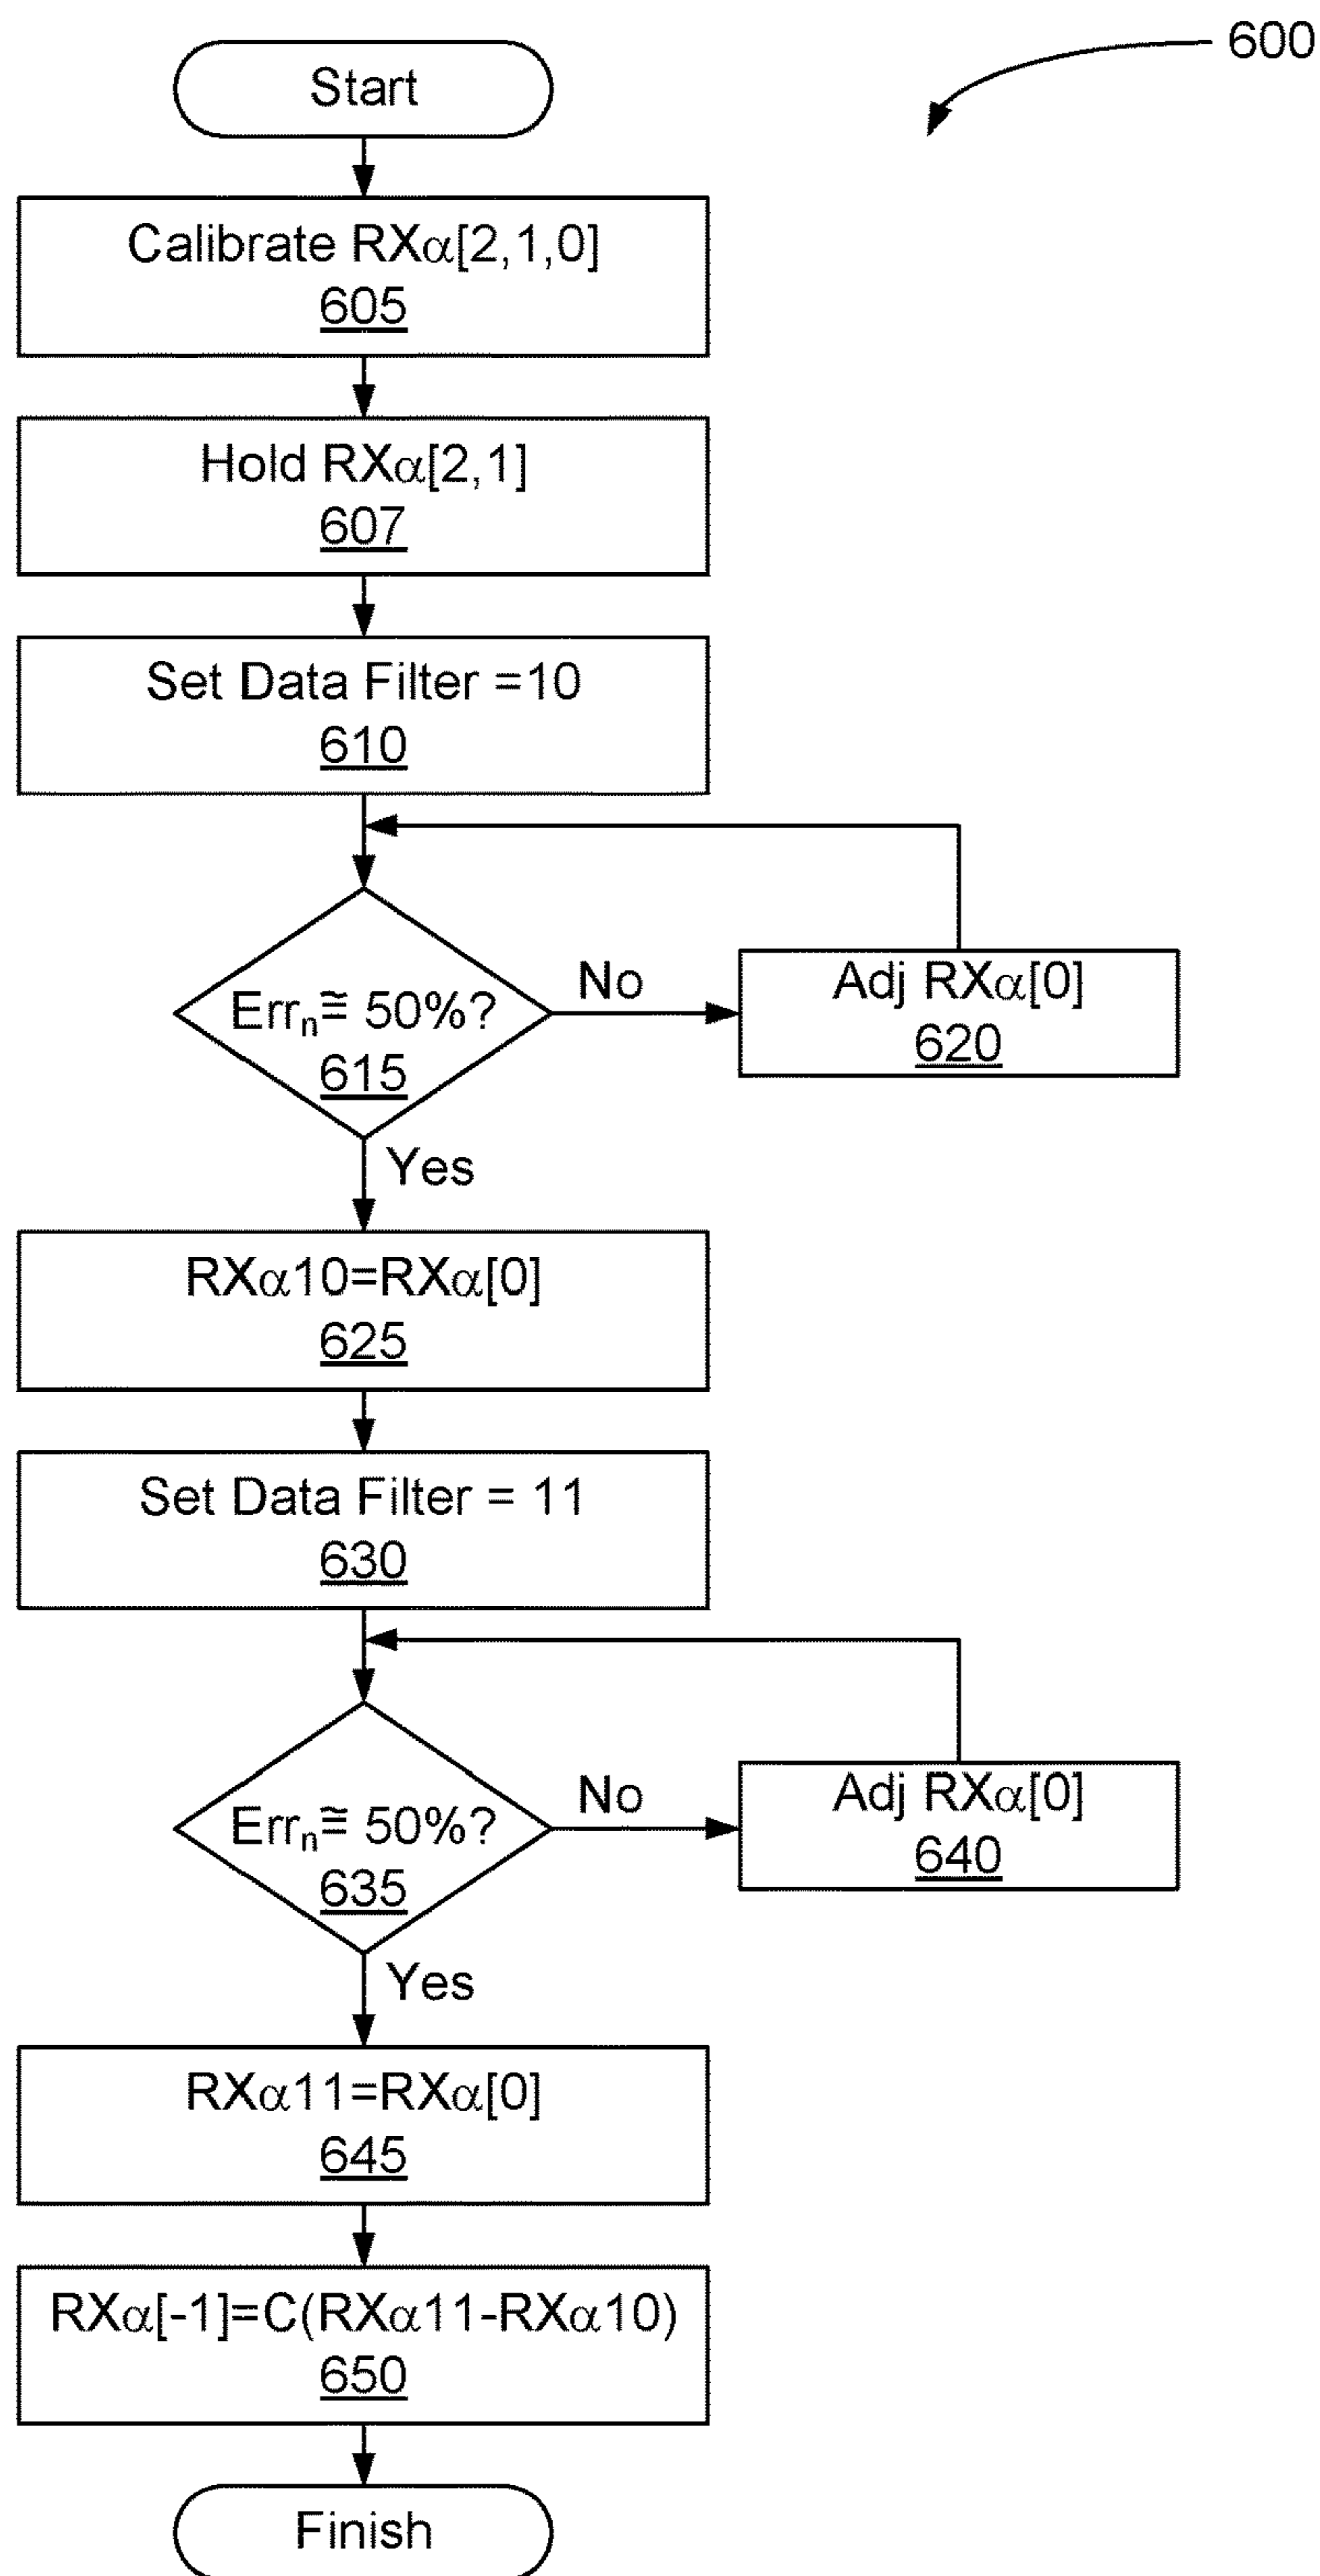 600
Start
Calibrate RXα[2,1,0]
605
Hold RXα[2,1]
607
Set Data Filter =10
610
Errn≅ 50%?
615
No
Adj RXα[0]
620
Yes
RXα10=RXα[0]
625
Set Data Filter = 11
630
Errn≅ 50%?
635
No
Adj RXα[0]
640
Yes
RXα11=RXα[0]
645
RXα[-1]=C(RXα11-RXα10)
650
Finish